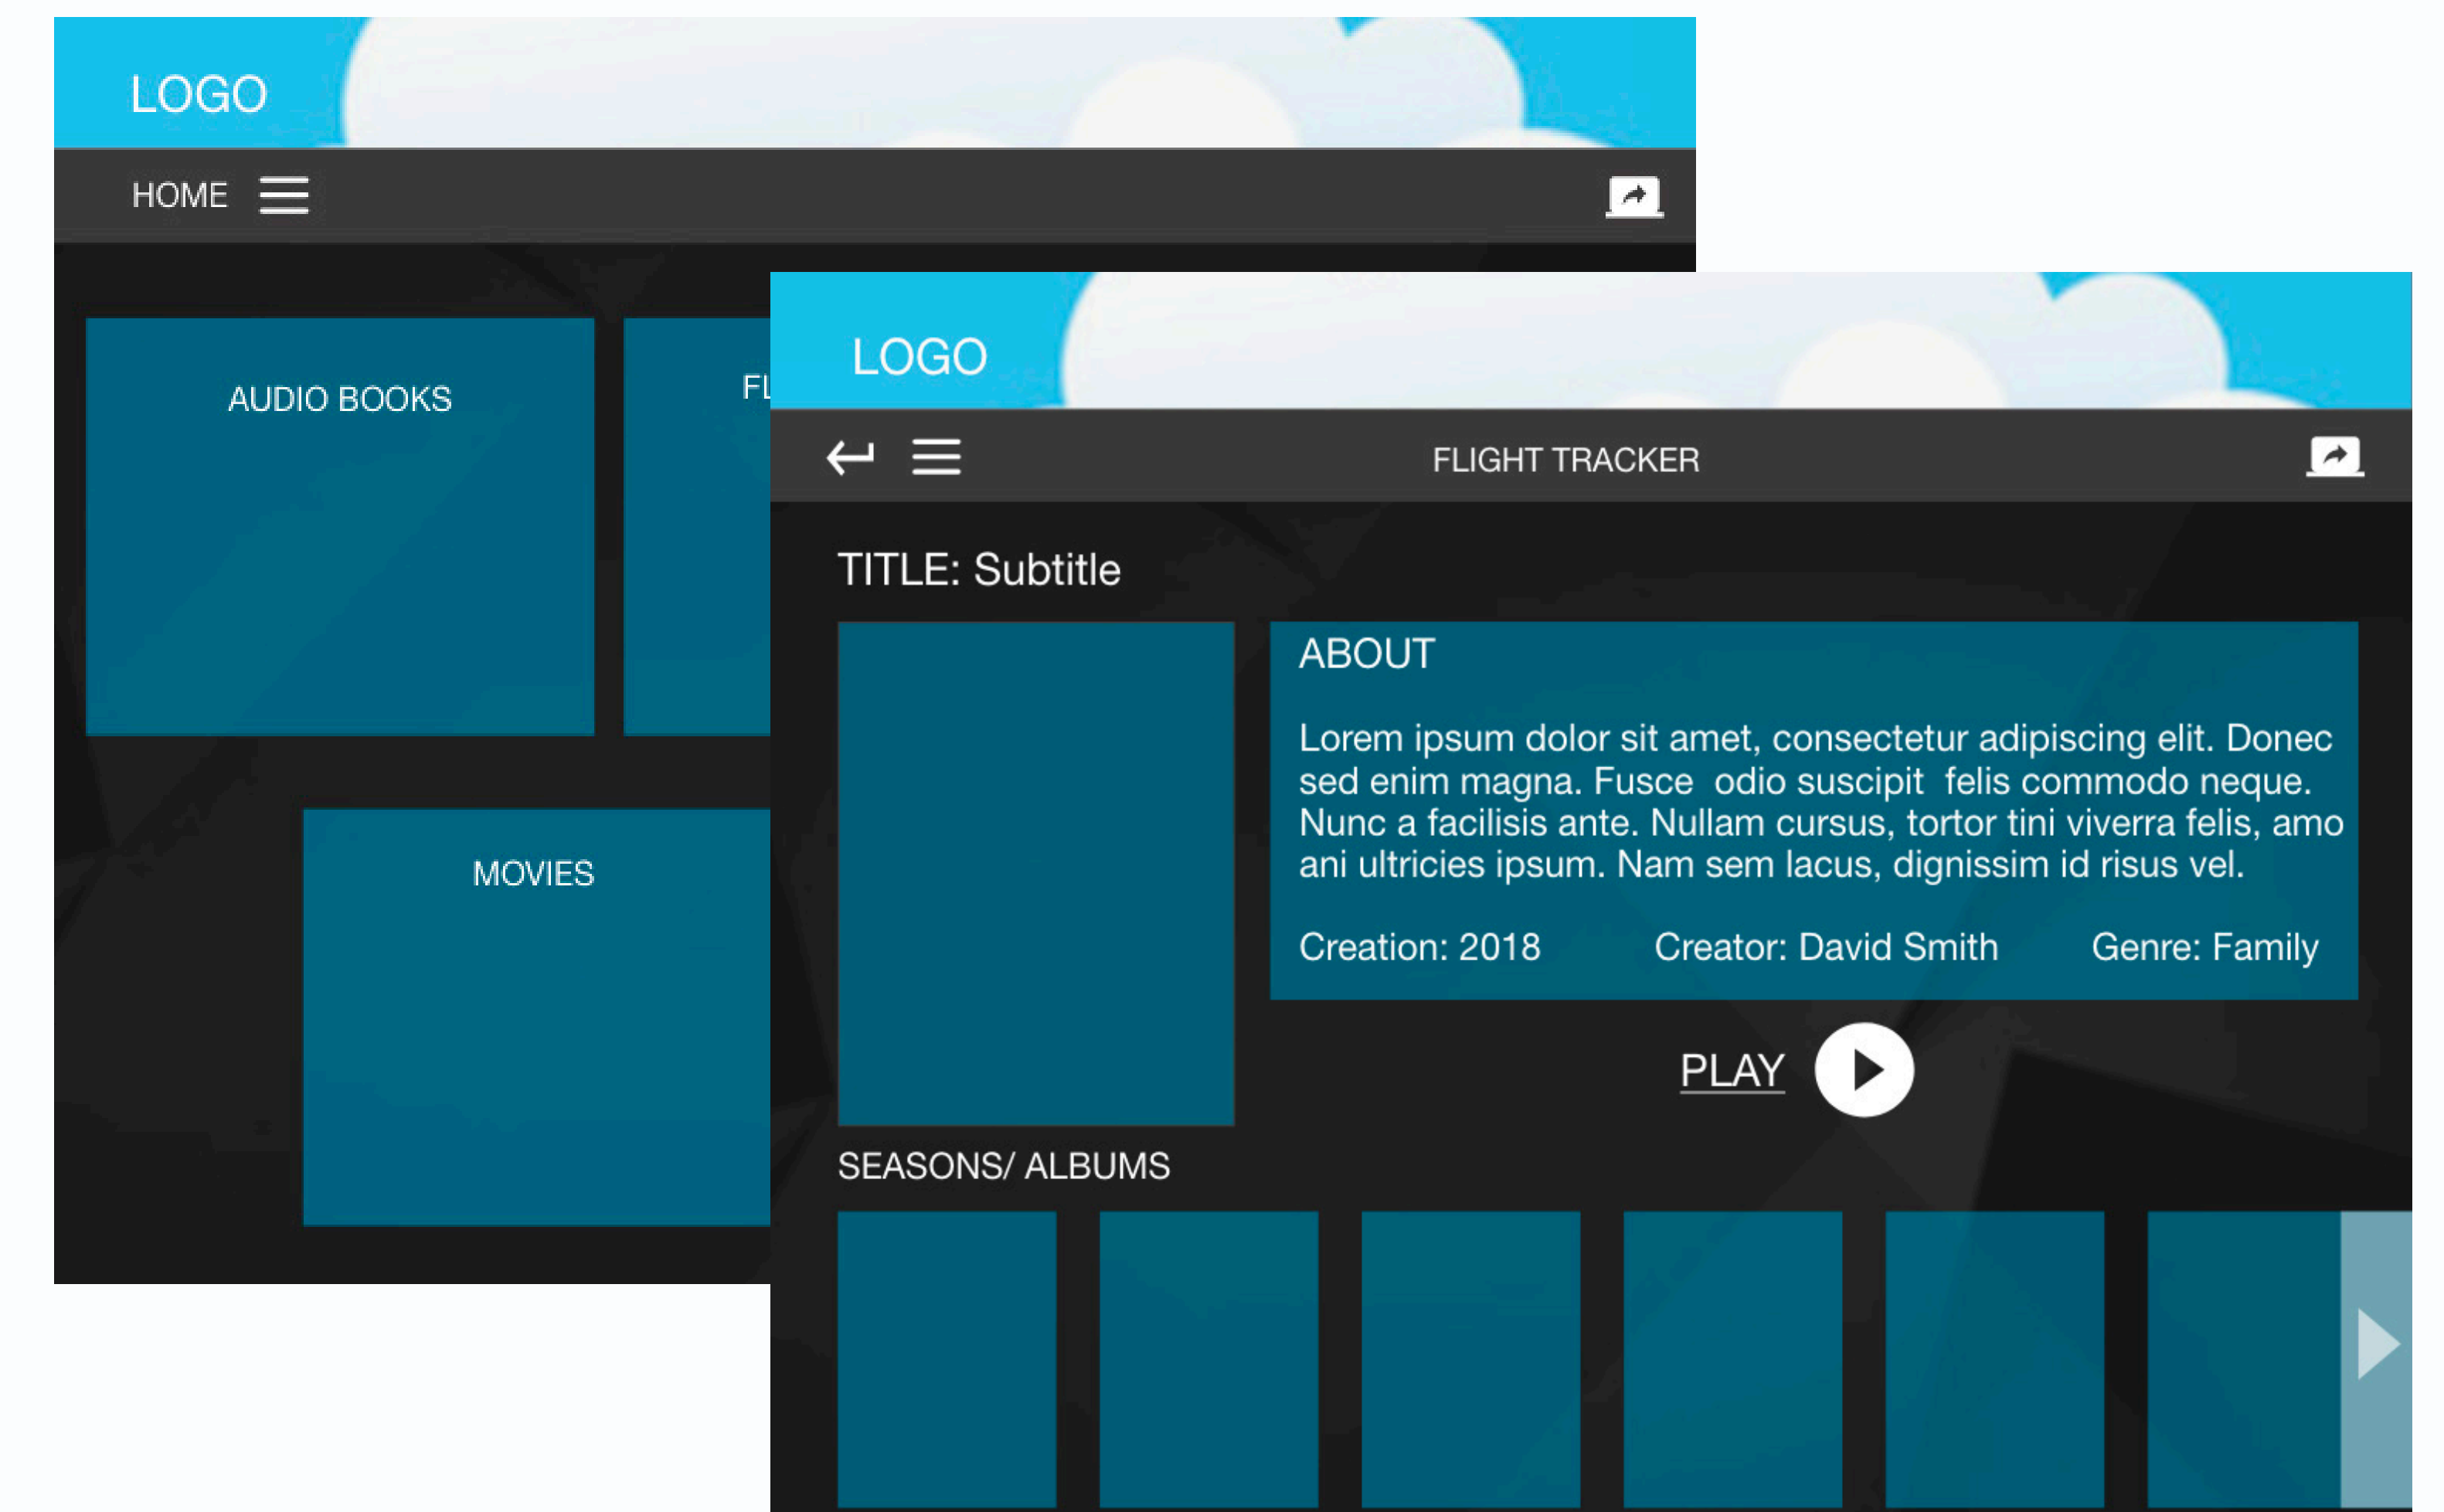 LOGO
HOME
AUDIO BOOKS
FL
MOVIES
LOGO
FLIGHT TRACKER
TITLE: Subtitle
ABOUT
Lorem ipsum dolor sit amet, consectetur adipiscing elit. Donec
sed enim magna. Fusce  odio suscipit  felis commodo neque.
Nunc a facilisis ante. Nullam cursus, tortor tini viverra felis, amo
ani ultricies ipsum. Nam sem lacus, dignissim id risus vel.
Creation: 2018 Creator: David Smith Genre: Family
PLAY
SEASONS/ ALBUMS